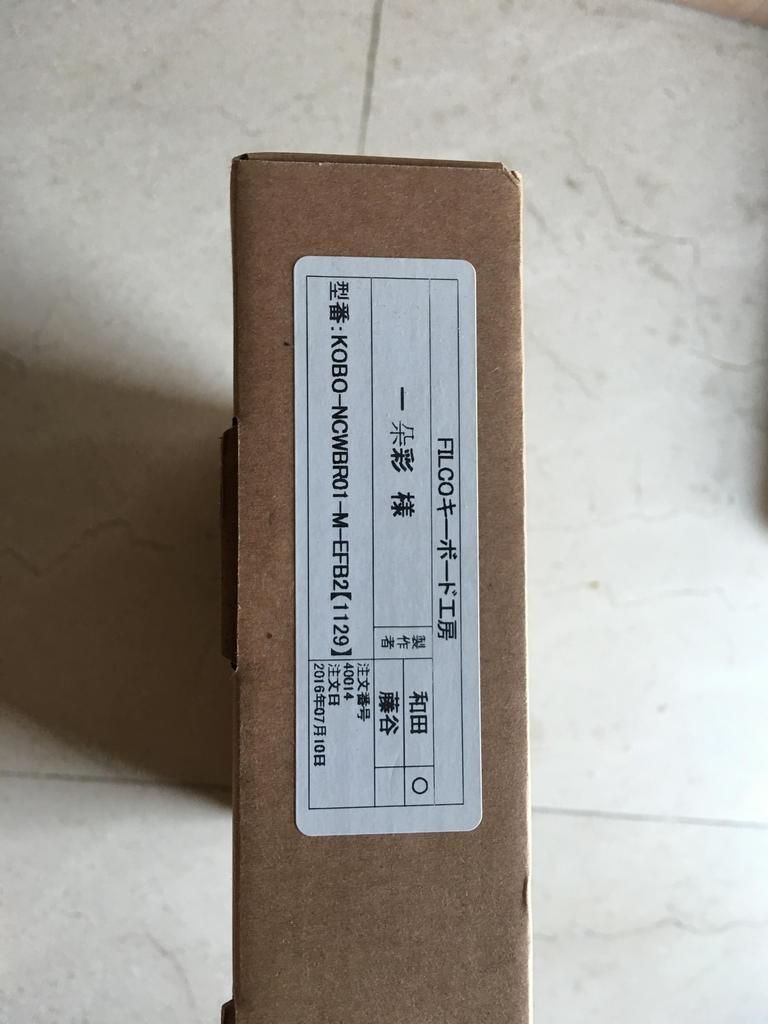 FILCOキーボード工房
一朵彩 様
製作者
和田 ○
藤谷
型番:KOBO-NCWBR01-M-EFB2【1129】
注文番号
40014
注文日
2016年07月10日